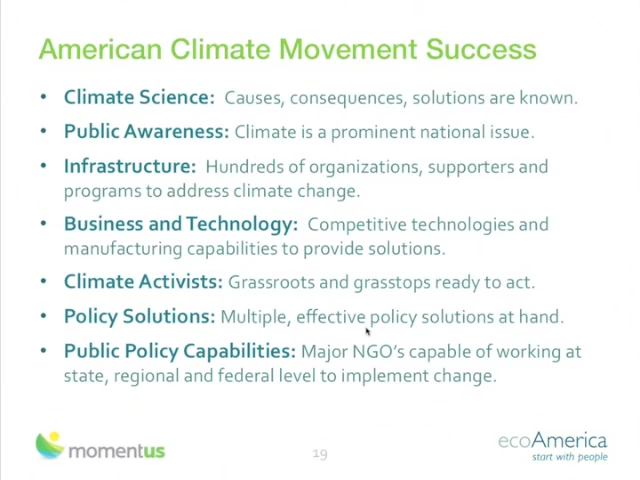 American Climate Movement Success
• Climate Science: Causes, consequences, solutions are known.
• Public Awareness: Climate is a prominent national issue.
• Infrastructure: Hundreds of organizations, supporters and
programs to address climate change.
• Business and Technology: Competitive technologies and
manufacturing capabilities to provide solutions.
• Climate Activists: Grassroots and grasstops ready to act.
• Policy Solutions: Multiple, effective policy solutions at hand.
• Public Policy Capabilities: Major NGO's capable of working at
state, regional and federal level to implement change.
momentus
19
ecoAmerica
start with people